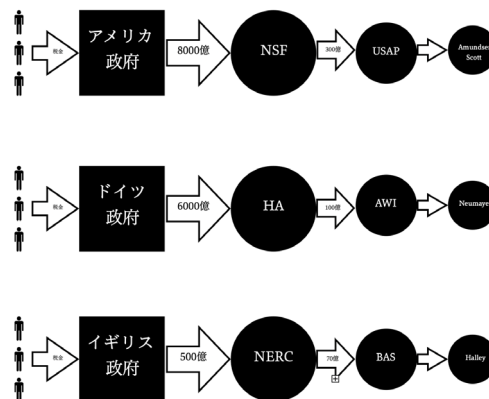 税金
アメリカ
政府
8000億
NSF
300億
USAP
Amundsen
Scott
税金
ドイツ
政府
6000億
HA
100億
AWI
Neumayer
税金
イギリス
政府
500億
NERC
70億
BAS
Halley